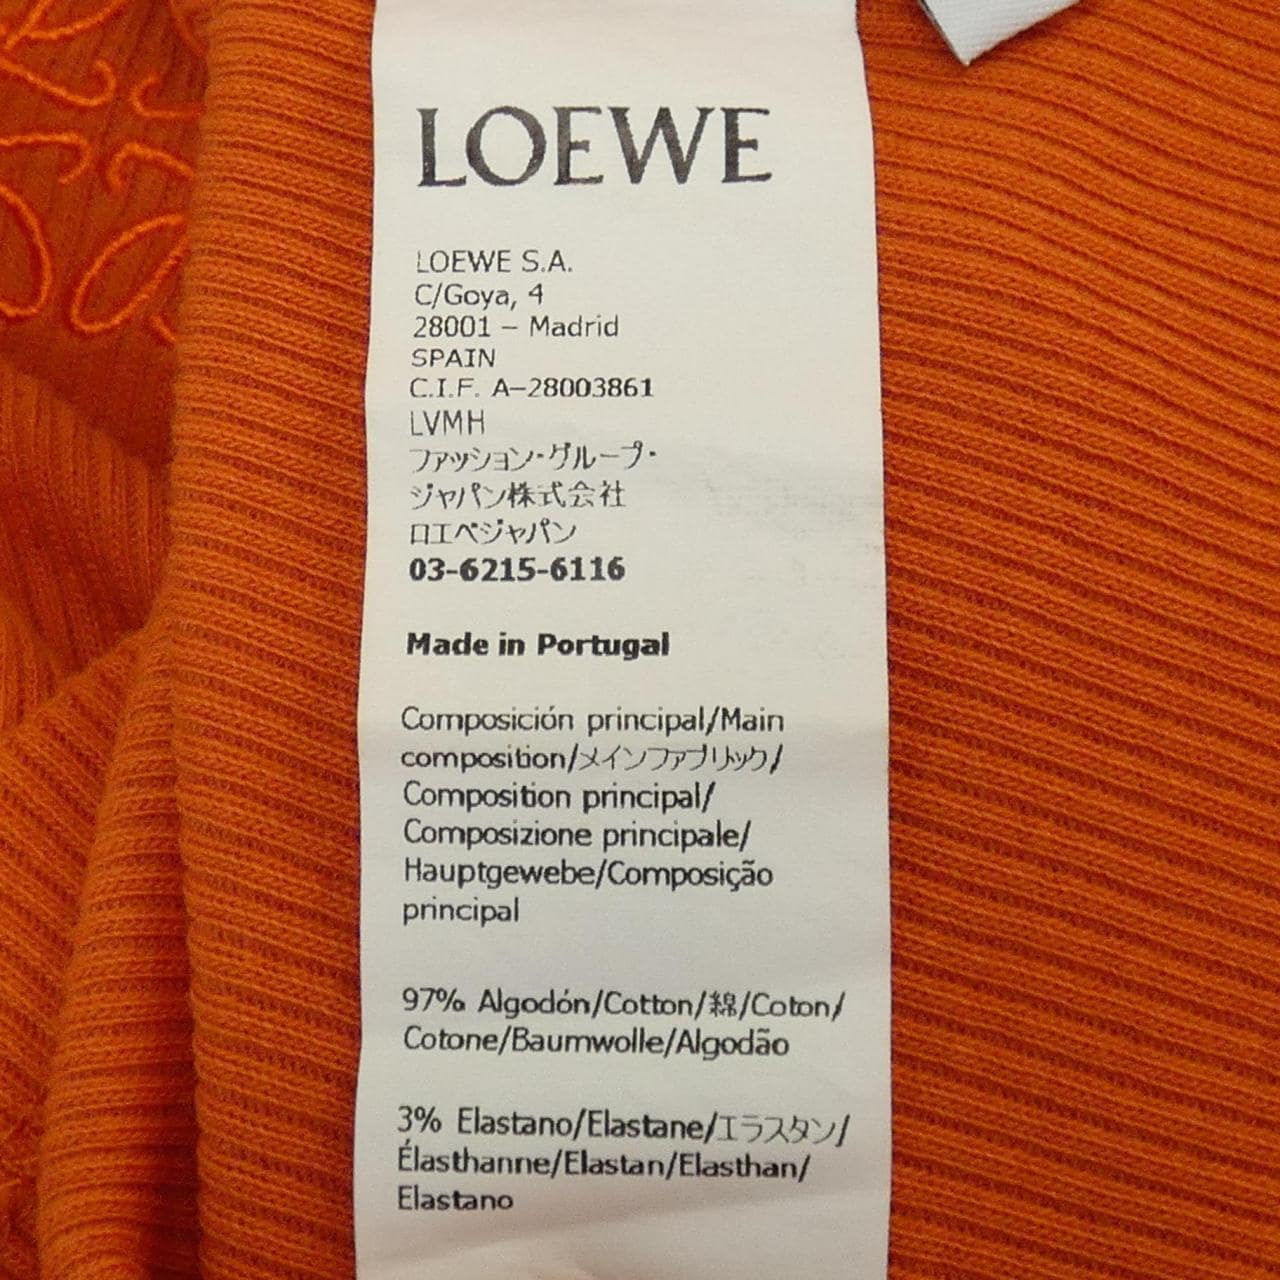 LOEWE
LOEWE S.A.
C/Goya, 4
28001 – Madrid
SPAIN
C.I.F. A–28003861
LVMH
ファッション・グループ・
ジャパン株式会社
ロエベジャパン
03-6215-6116
Made in Portugal
Composición principal/Main
composition/メインファブリック/
Composition principal/
Composizione principale/
Hauptgewebe/Composição
principal
97% Algodón/Cotton/綿/Coton/
Cotone/Baumwolle/Algodão
3% Elastano/Elastane/エラスタン/
Élasthanne/Elastan/Elasthan/
Elastano